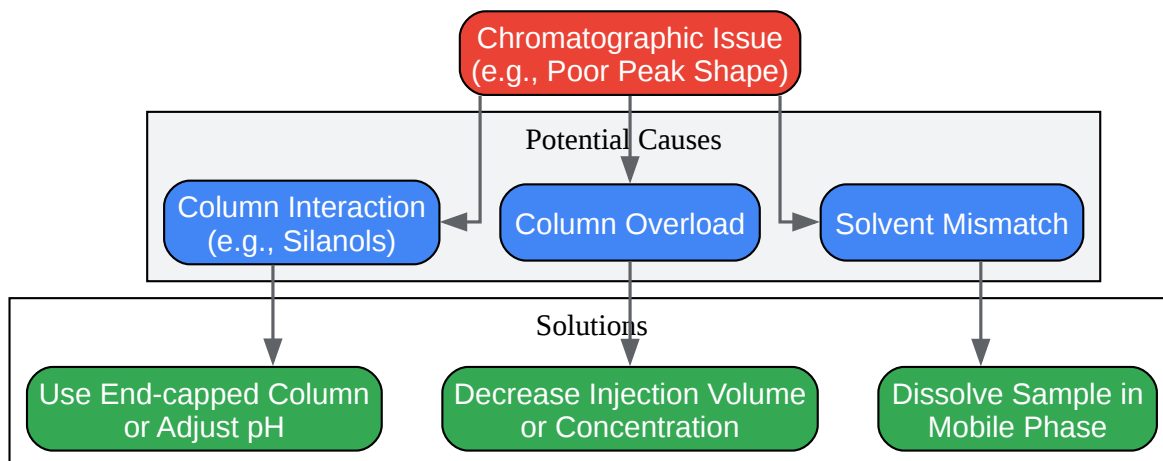 Chromatographic Issue
(e.g., Poor Peak Shape)
Potential Causes
Column Interaction
(e.g., Silanols)
Column Overload
Solvent Mismatch
Solutions
Use End-capped Column
or Adjust pH
Decrease Injection Volume
or Concentration
Dissolve Sample in
Mobile Phase